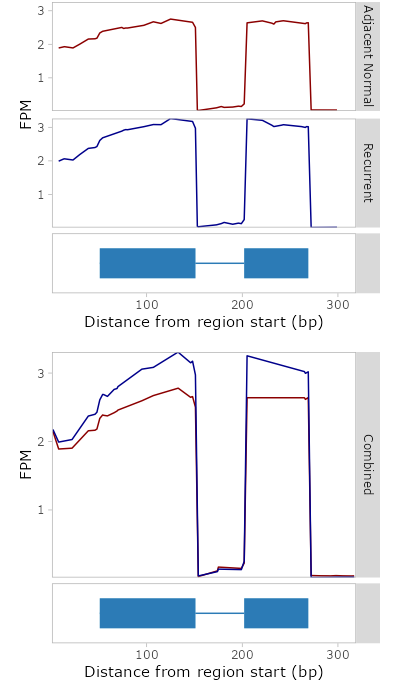 3
2
1
Adjacent Normal
FPM
3
2
1
Recurrent
100
200
300
Distance from region start (bp)
3
2
1
FPM
Combined
100
200
300
Distance from region start (bp)